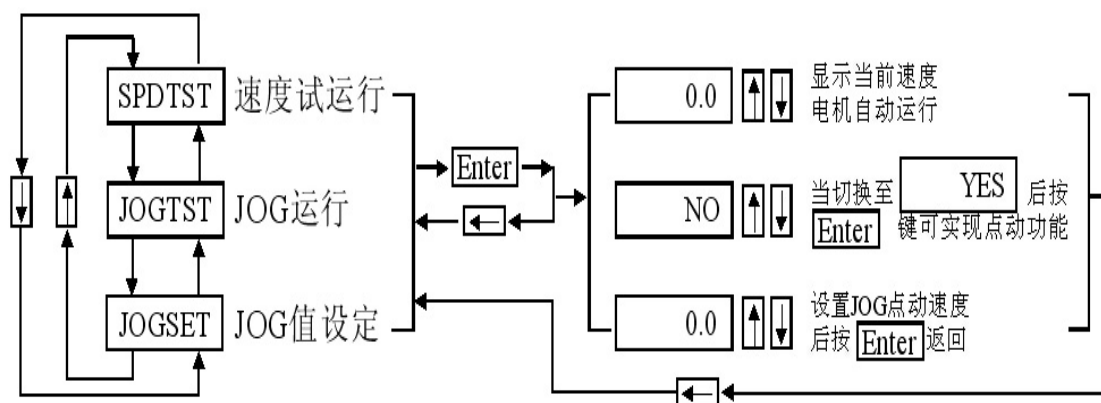 SPDTST 速度试运行
JOGTST JOG运行
JOGSET JOG值设定
Enter
0.0
显示当前速度
电机自动运行
NO
当切换至 YES 后按
Enter 键可实现点动功能
0.0
设置JOG点动速度
后按 Enter 返回